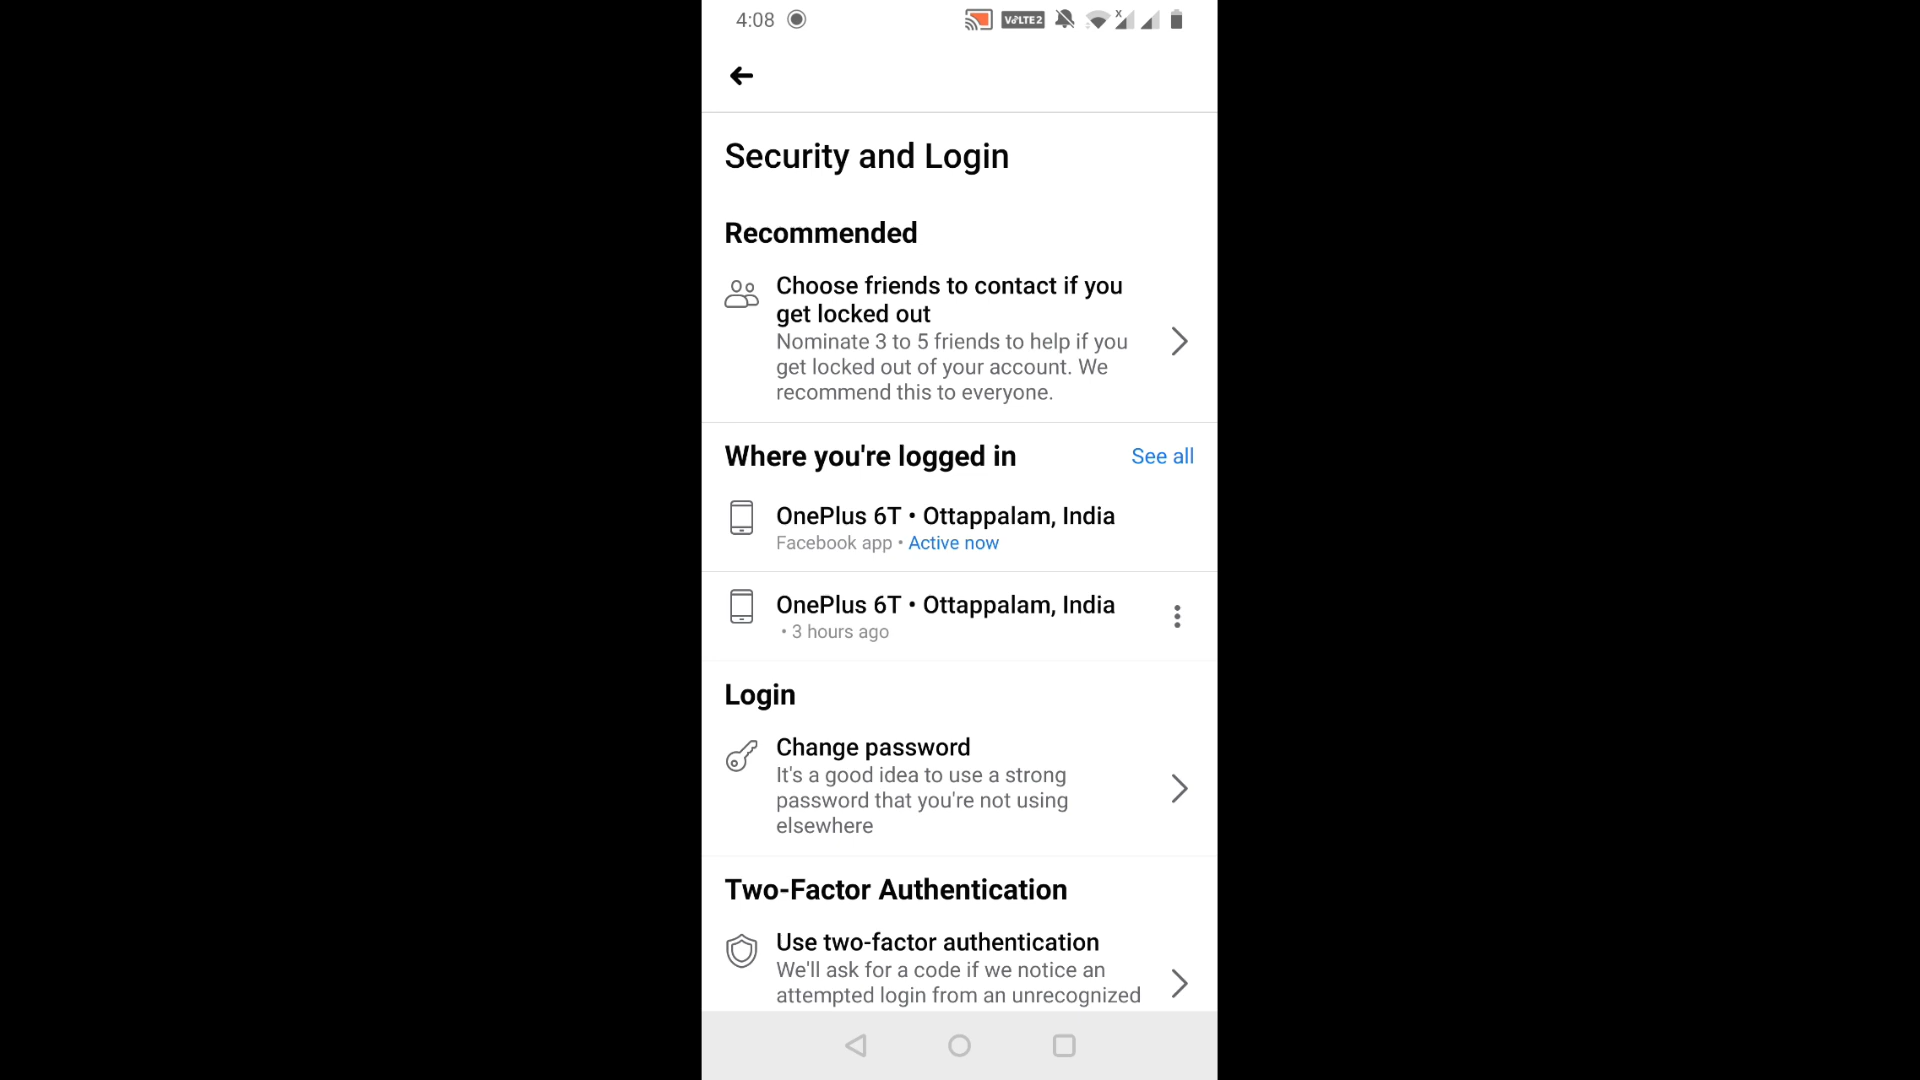 4:08
VoLTE2
x
Security and Login
Recommended
Choose friends to contact if you
get locked out
Nominate 3 to 5 friends to help if you
get locked out of your account. We
recommend this to everyone.
Where you're logged in
See all
OnePlus 6T • Ottappalam, India
Facebook app • Active now
OnePlus 6T • Ottappalam, India
• 3 hours ago
Login
Change password
It's a good idea to use a strong
password that you're not using
elsewhere
Two-Factor Authentication
Use two-factor authentication
We'll ask for a code if we notice an
attempted login from an unrecognized